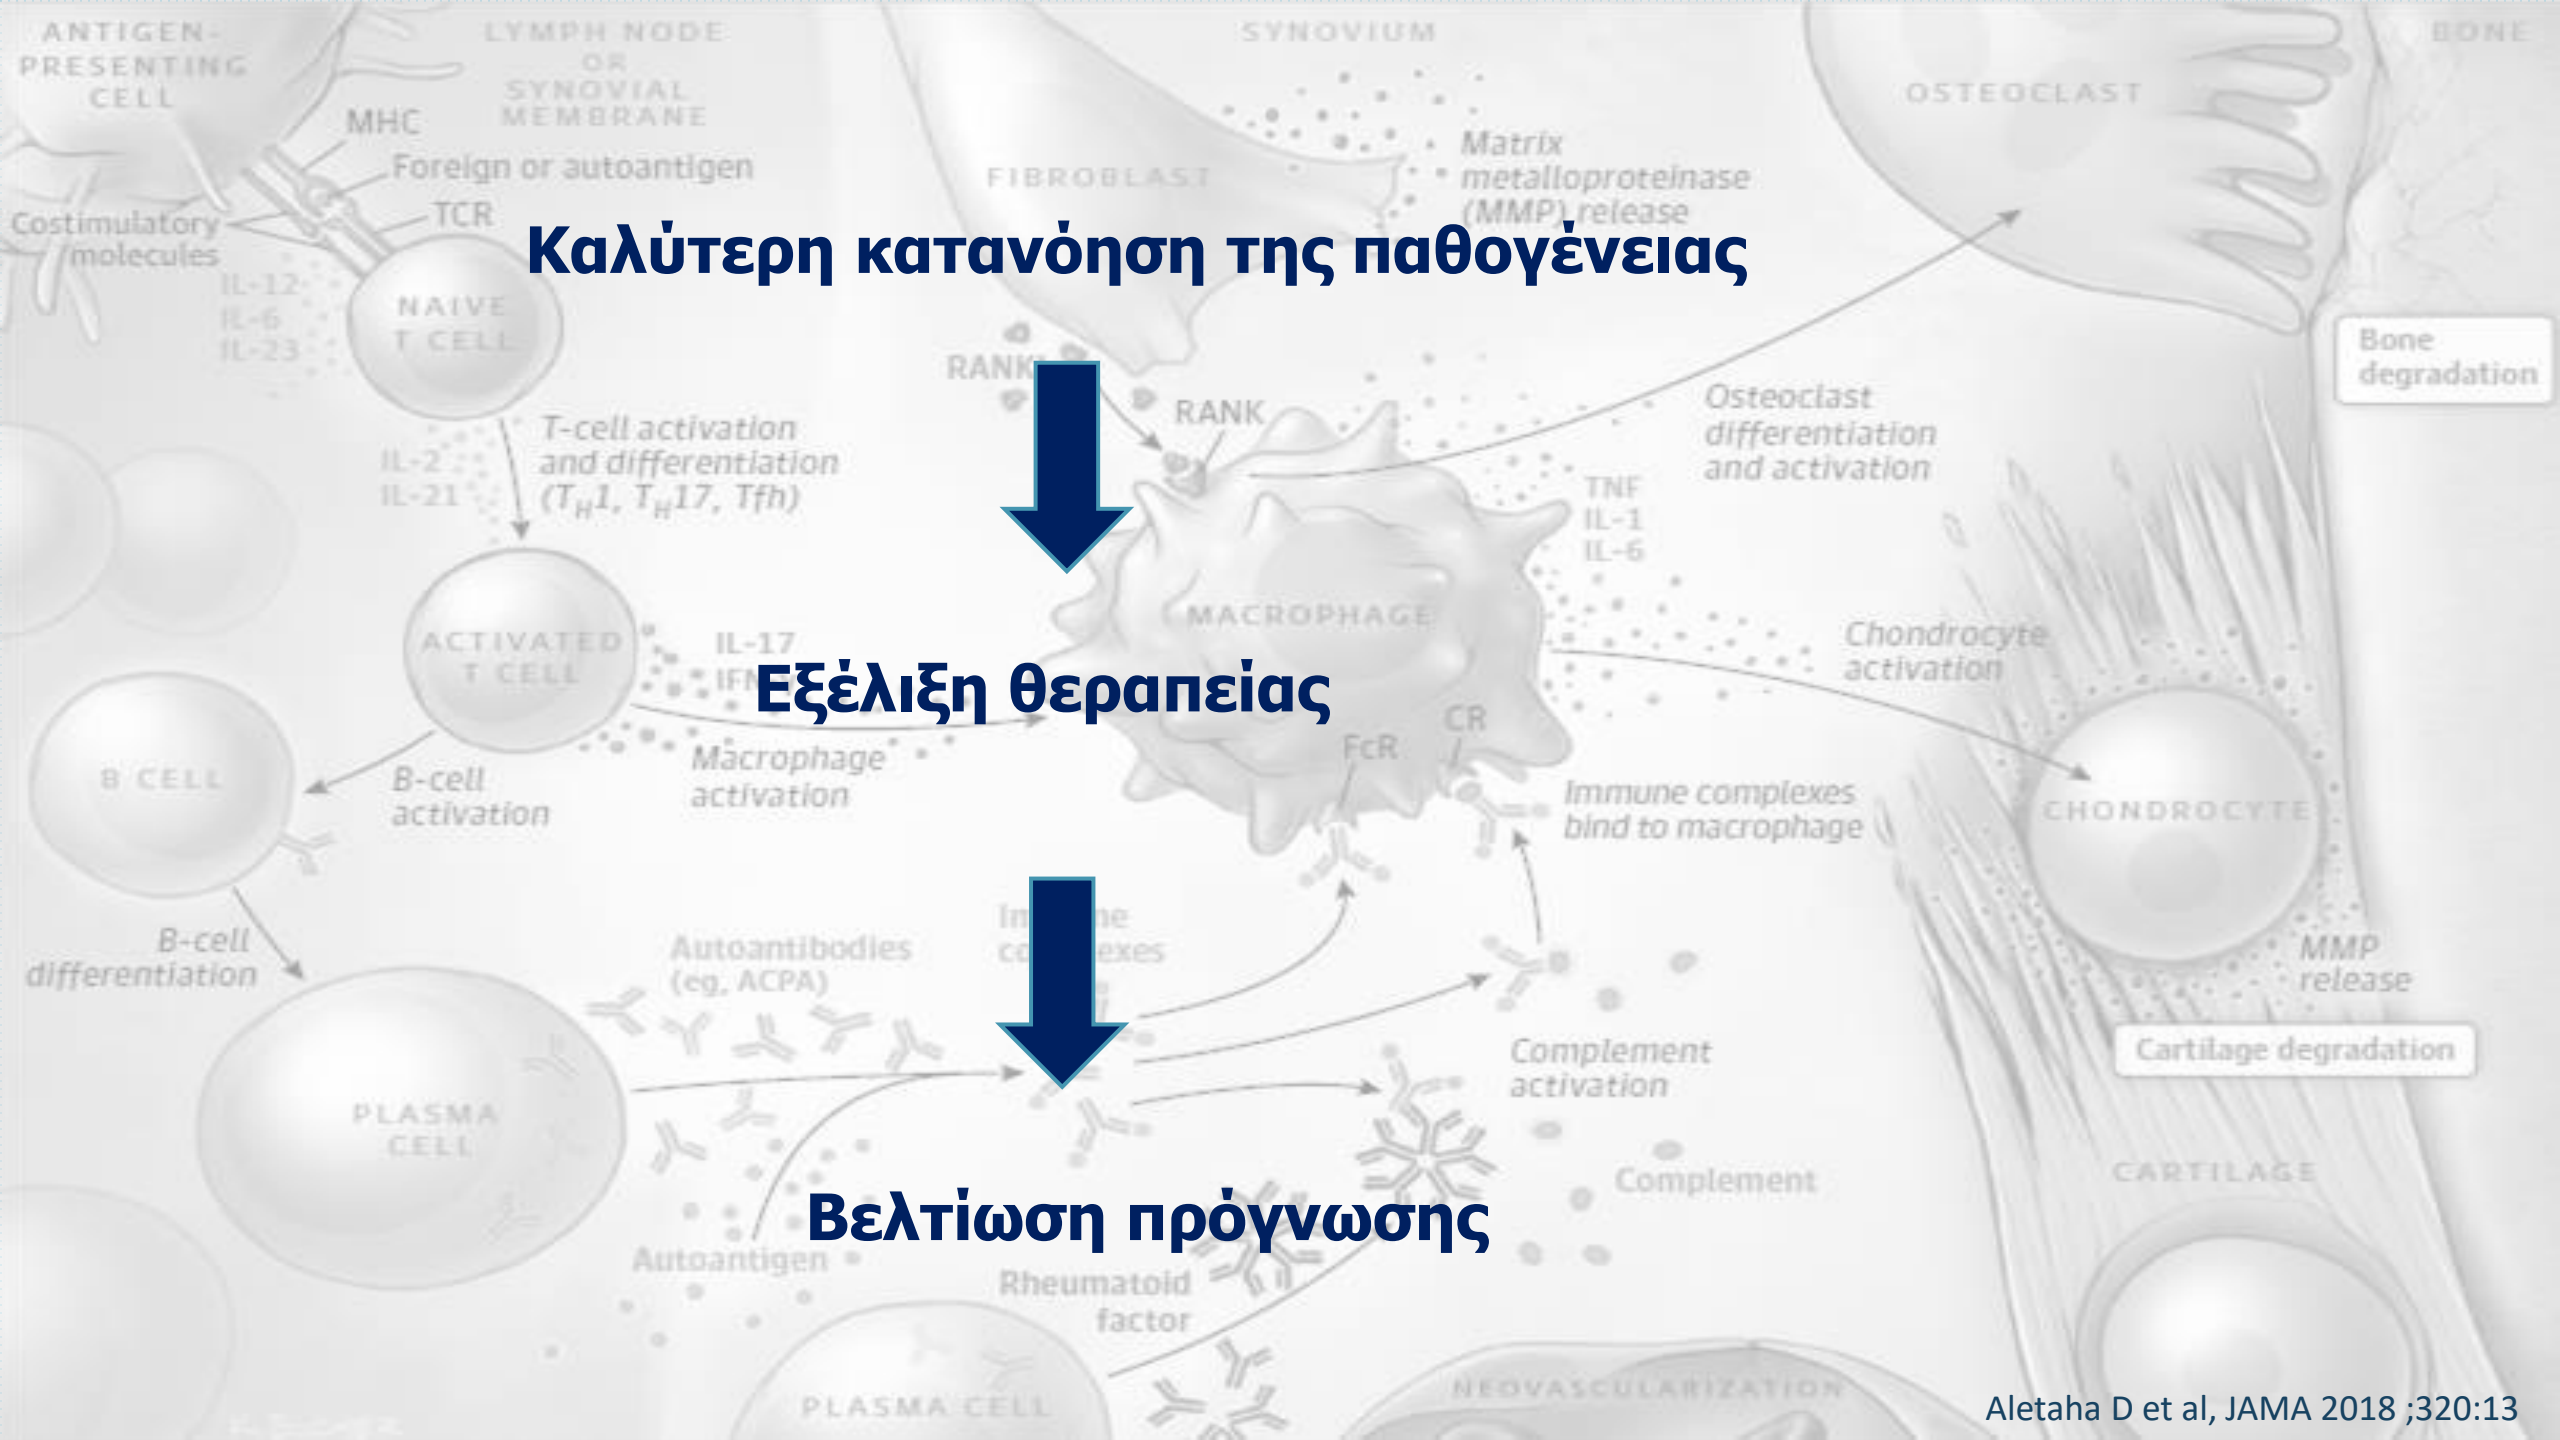 ANTIGEN-
PRESENTING
CELL
LYMPH NODE
OR
SYNOVIAL
MEMBRANE
SYNOVIUM
BONE
OSTEOCLAST
MHC
Foreign or autoantigen
TCR
Costimulatory
molecules
FIBROBLAST
Matrix
metalloproteinase
(MMP) release
Καλύτερη κατανόηση της παθογένειας
IL-12
IL-6
IL-23
NAIVE
T CELL
RANK
Bone
degradation
RANK
T-cell activation
and differentiation
(TH1, TH17, Tfh)
IL-2
IL-21
Osteoclast
differentiation
and activation
TNF
IL-1
IL-6
MACROPHAGE
ACTIVATED
T CELL
IL-17
Εξέλιξη θεραπείας
Chondrocyte
activation
CR
FcR
Macrophage
activation
B CELL
B-cell
activation
Immune complexes
bind to macrophage
CHONDROCYTE
B-cell
differentiation
Autoantibodies
(eg, ACPA)
MMP
release
Complement
activation
Cartilage degradation
PLASMA
CELL
CARTILAGE
Complement
Βελτίωση πρόγνωσης
Autoantigen
Rheumatoid
factor
PLASMA CELL
NEOVASCULARIZATION
Aletaha D et al, JAMA 2018 ;320:13